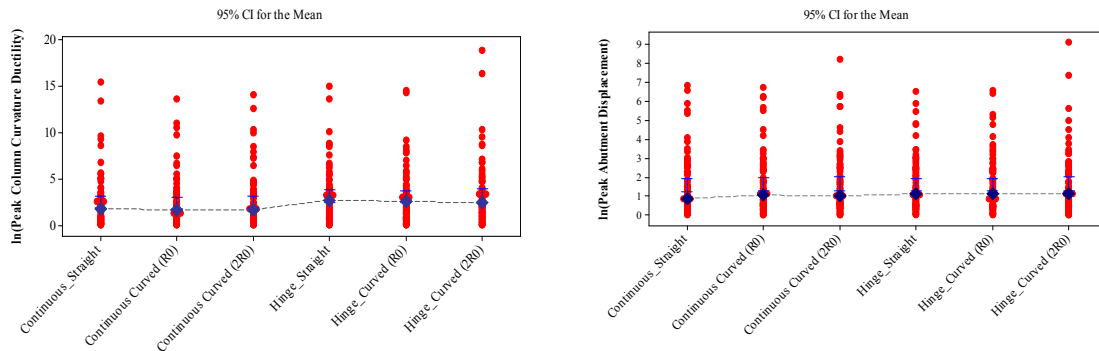 95% CI for the Mean
ln(Peak Column Curvature Ductility)
20
15
10
5
0
Continuous_Straight
Continuous Curved (R0)
Continuous Curved (2R0)
Hinge_Straight
Hinge_Curved (R0)
Hinge_Curved (2R0)
95% CI for the Mean
ln(Peak Abutment Displacement)
9
8
7
6
5
4
3
2
1
0
Continuous_Straight
Continuous Curved (R0)
Continuous Curved (2R0)
Hinge_Straight
Hinge_Curved (R0)
Hinge_Curved (2R0)